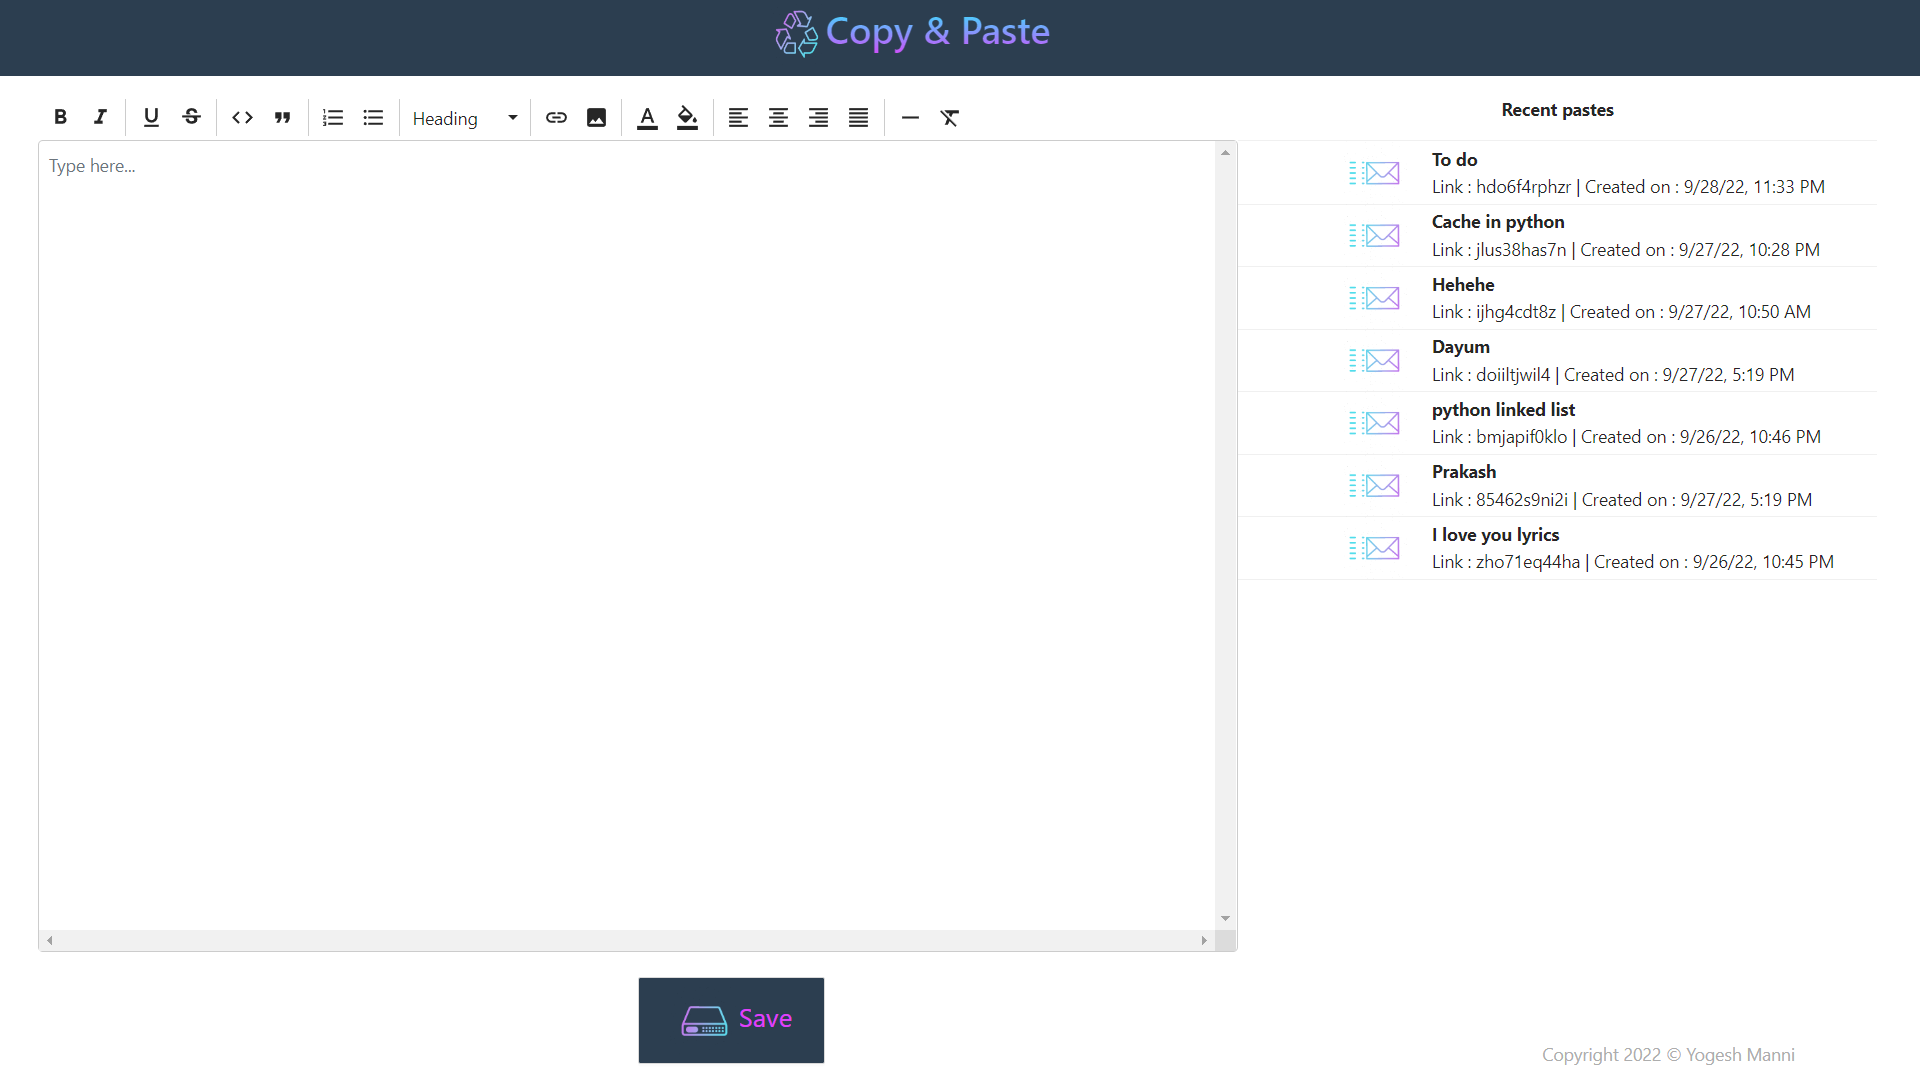 Copy & Paste
Heading
Recent pastes
Type here...
To do
Link : hdo6f4rphzr | Created on : 9/28/22, 11:33 PM
Cache in python
Link : jlus38has7n | Created on : 9/27/22, 10:28 PM
Hehehe
Link : ijhg4cdt8z | Created on : 9/27/22, 10:50 AM
Dayum
Link : doiiltjwil4 | Created on : 9/27/22, 5:19 PM
python linked list
Link : bmjapif0klo | Created on : 9/26/22, 10:46 PM
Prakash
Link : 85462s9ni2i | Created on : 9/27/22, 5:19 PM
I love you lyrics
Link : zho71eq44ha | Created on : 9/26/22, 10:45 PM
Save
Copyright 2022 © Yogesh Manni